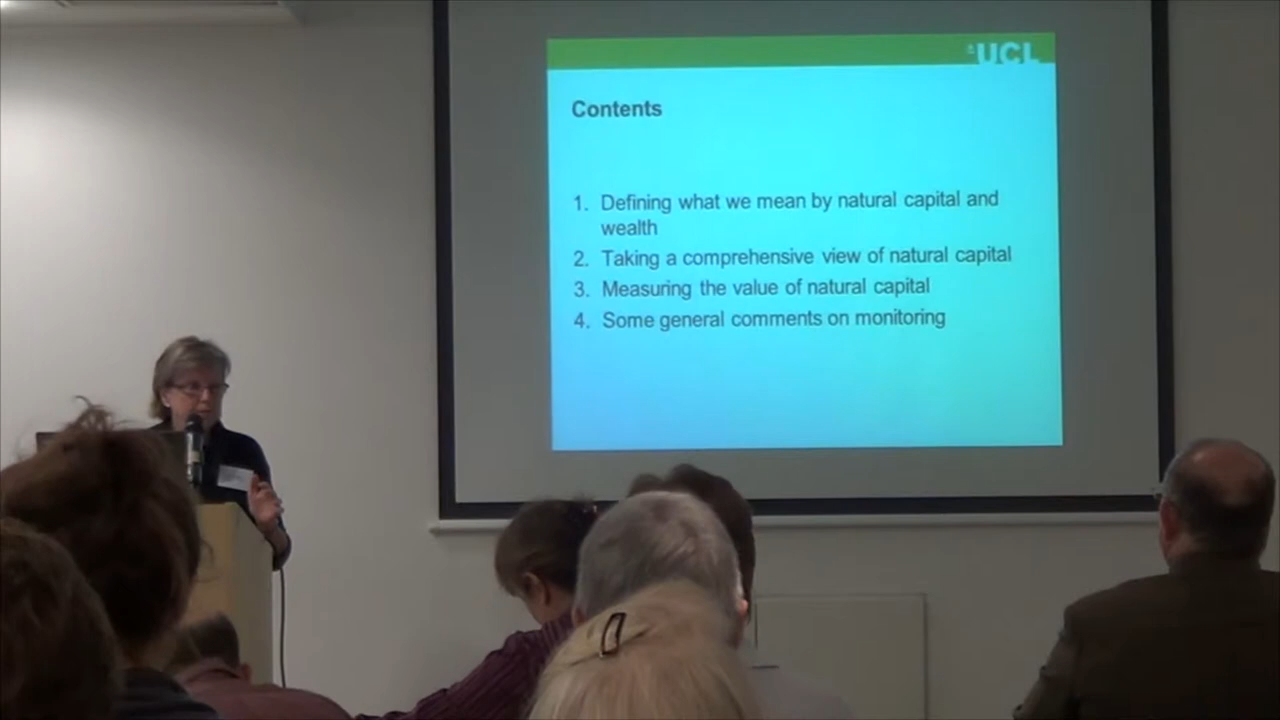 UCL
Contents
1. Defining what we mean by natural capital and
wealth
2. Taking a comprehensive view of natural capital
3. Measuring the value of natural capital
4. Some general comments on monitoring